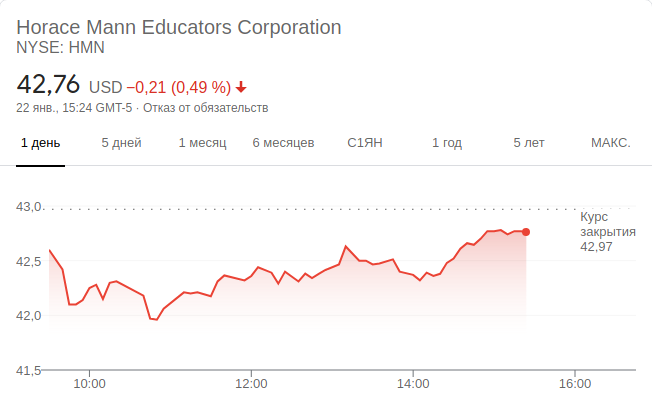 Horace Mann Educators Corporation
NYSE: HMN
42,76 USD −0,21 (0,49 %)
22 янв., 15:24 GMT-5 · Отказ от обязательств
1 день 5 дней 1 месяц 6 месяцев С1ЯН 1 год 5 лет МАКС.
43,0
Курс
закрытия
42,97
42,5
42,0
41,5
10:00 12:00 14:00 16:00